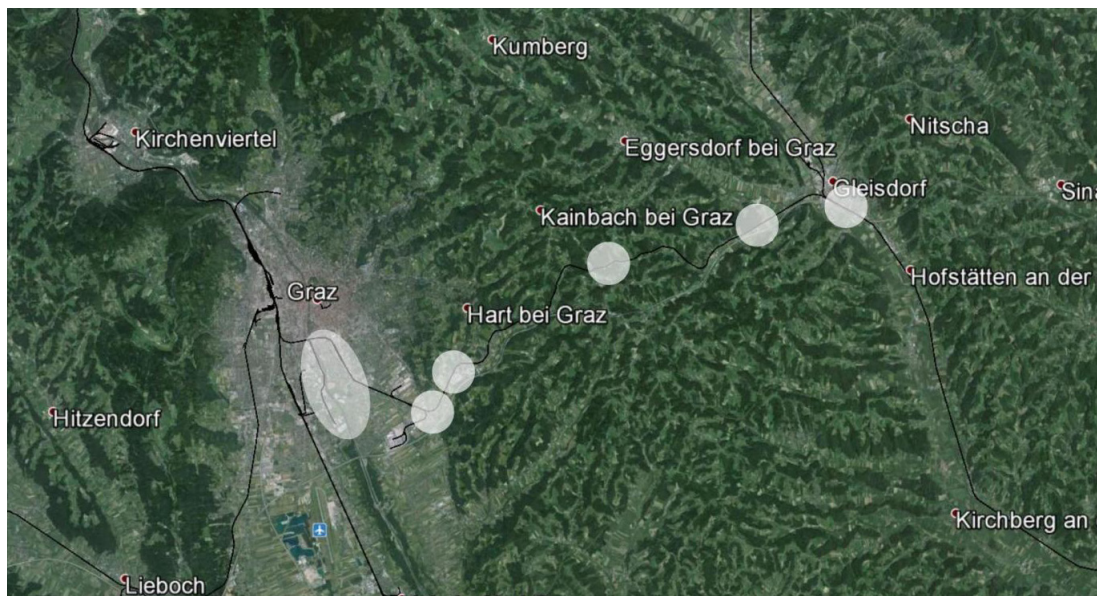 Kumberg
Kirchenviertel
Nitscha
Eggersdorf bei Graz
Gleisdorf
Sina
Kainbach bei Graz
Hofstätten an der
Graz
Hart bei Graz
Hitzendorf
Kirchberg an
Lieboch